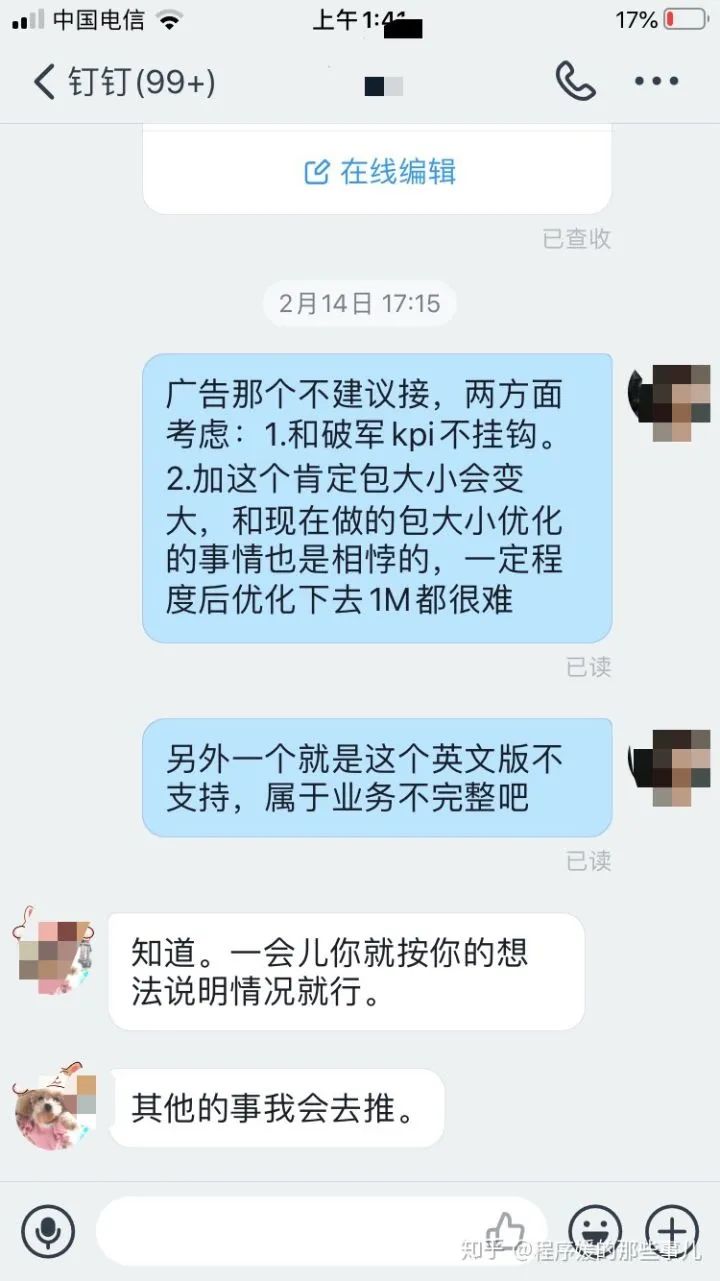 中国电信
上午 1:41
17%
钉钉(99+)
在线编辑
已查收
2月14日 17:15
广告那个不建议接，两方面
考虑：1.和破军kpi不挂钩。
2.加这个肯定包大小会变
大，和现在做的包大小优化
的事情也是相悖的，一定程
度后优化下去1M都很难
已读
另外一个就是这个英文版不
支持，属于业务不完整吧
已读
知道。一会儿你就按你的想
法说明情况就行。
其他的事我会去推。
知乎 @程序媛的那些事儿